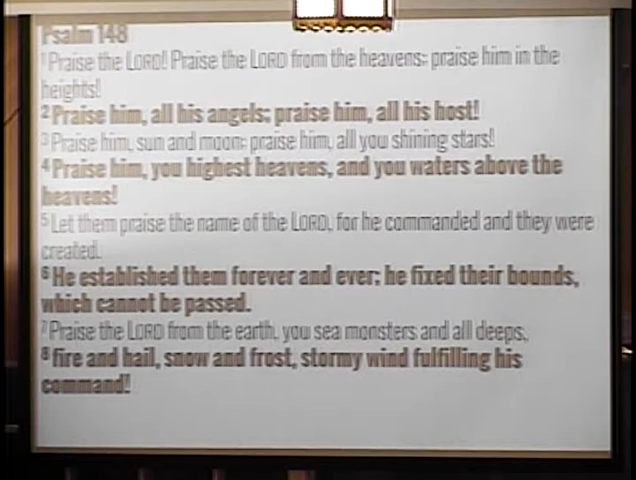 Psalm 148
1 Praise the LORD! Praise the LORD from the heavens; praise him in the
heights!
2 Praise him, all his angels; praise him, all his host!
3 Praise him, sun and moon; praise him, all you shining stars!
4 Praise him, you highest heavens, and you waters above the
heavens!
5 Let them praise the name of the LORD, for he commanded and they were
created.
6 He established them forever and ever; he fixed their bounds,
which cannot be passed.
7 Praise the LORD from the earth, you sea monsters and all deeps,
8 fire and hail, snow and frost, stormy wind fulfilling his
command!